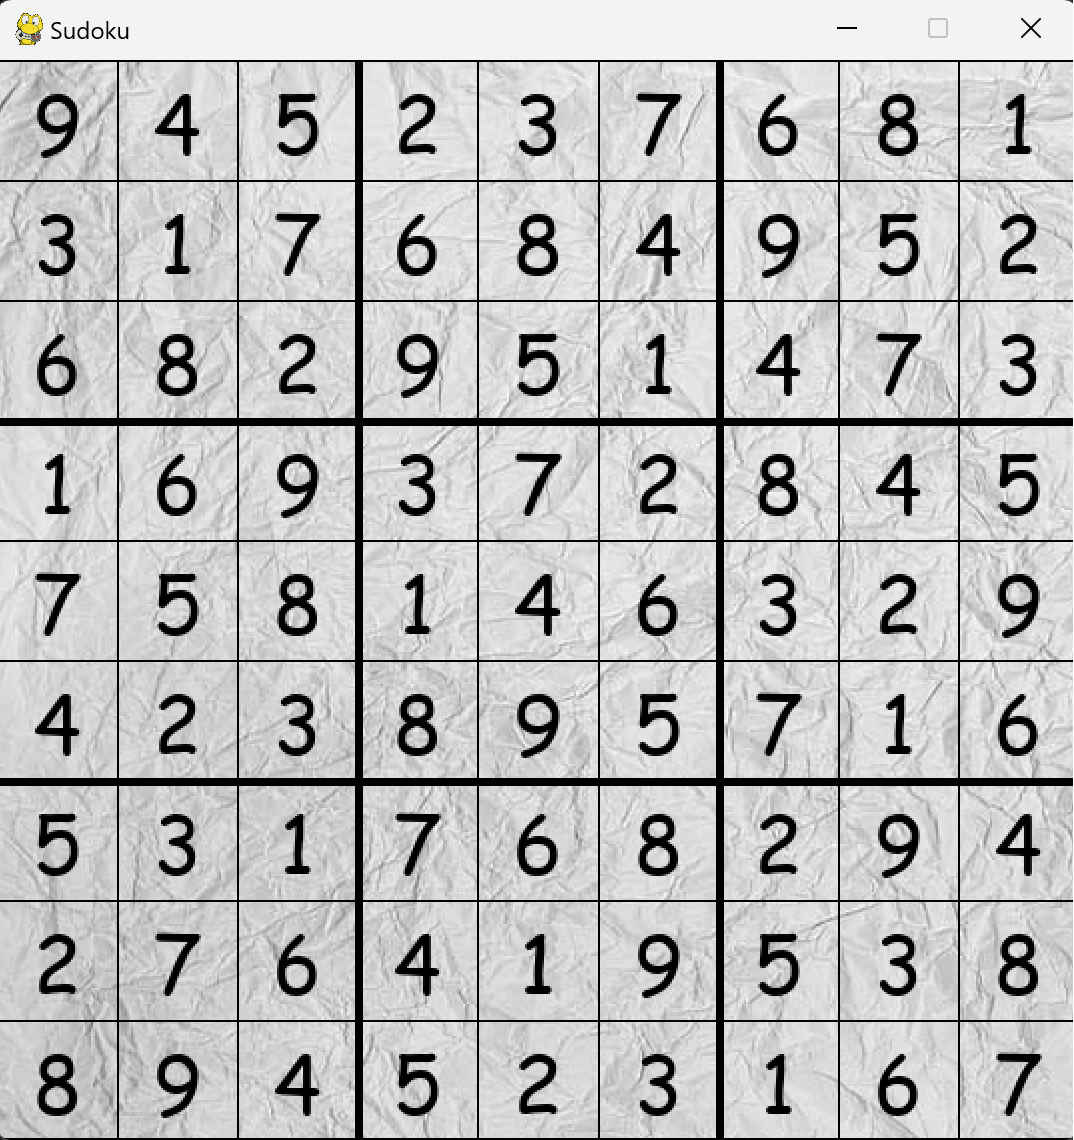 Sudoku
9 4 5 2 3 7 6 8 1
3 1 7 6 8 4 9 5 2
6 8 2 9 5 1 4 7 3
1 6 9 3 7 2 8 4 5
7 5 8 1 4 6 3 2 9
4 2 3 8 9 5 7 1 6
5 3 1 7 6 8 2 9 4
2 7 6 4 1 9 5 3 8
8 9 4 5 2 3 1 6 7